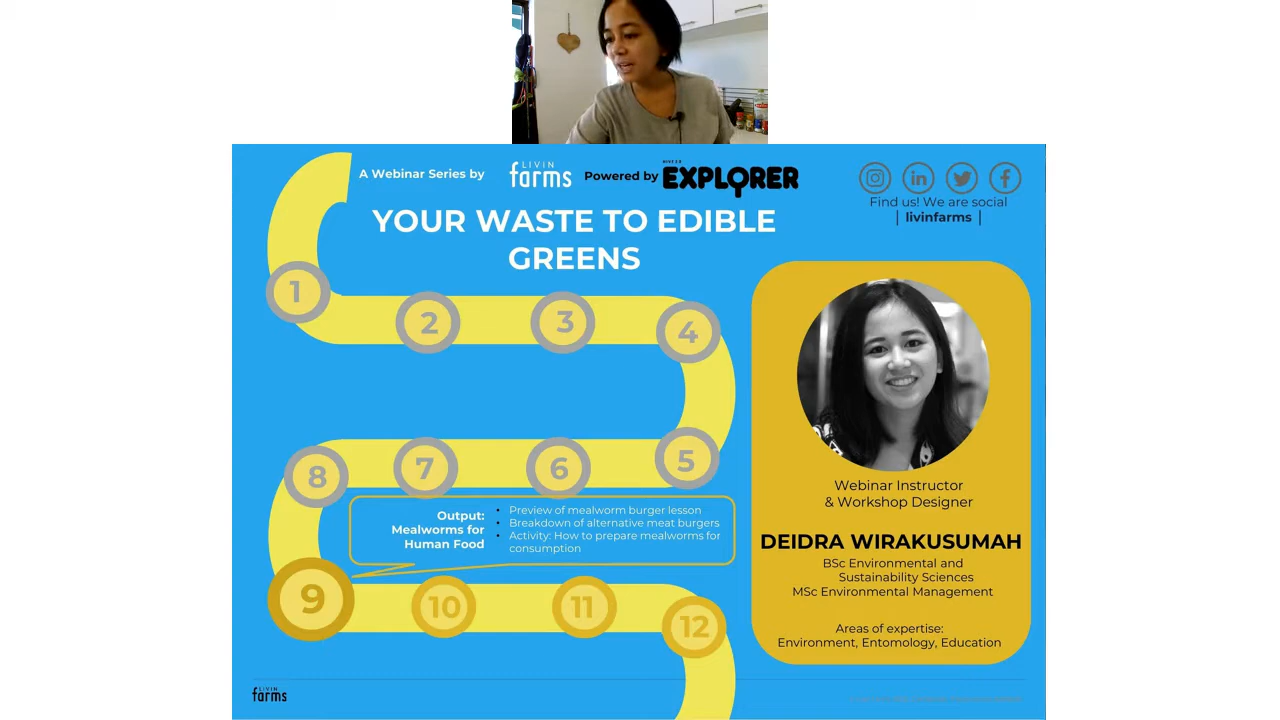 A Webinar Series by
LIVIN
farms
Powered by
HIVE 2.0
EXPLORER
YOUR WASTE TO EDIBLE
GREENS
Find us! We are social
| livinfarms |
1
2
3
4
5
6
7
8
Output:
Mealworms for
Human Food
• Preview of mealworm burger lesson
• Breakdown of alternative meat burgers
• Activity: How to prepare mealworms for
consumption
9
10
11
12
Webinar Instructor
& Workshop Designer
DEIDRA WIRAKUSUMAH
BSc Environmental and
Sustainability Sciences
MSc Environmental Management
Areas of expertise:
Environment, Entomology, Education
LIVIN
farms